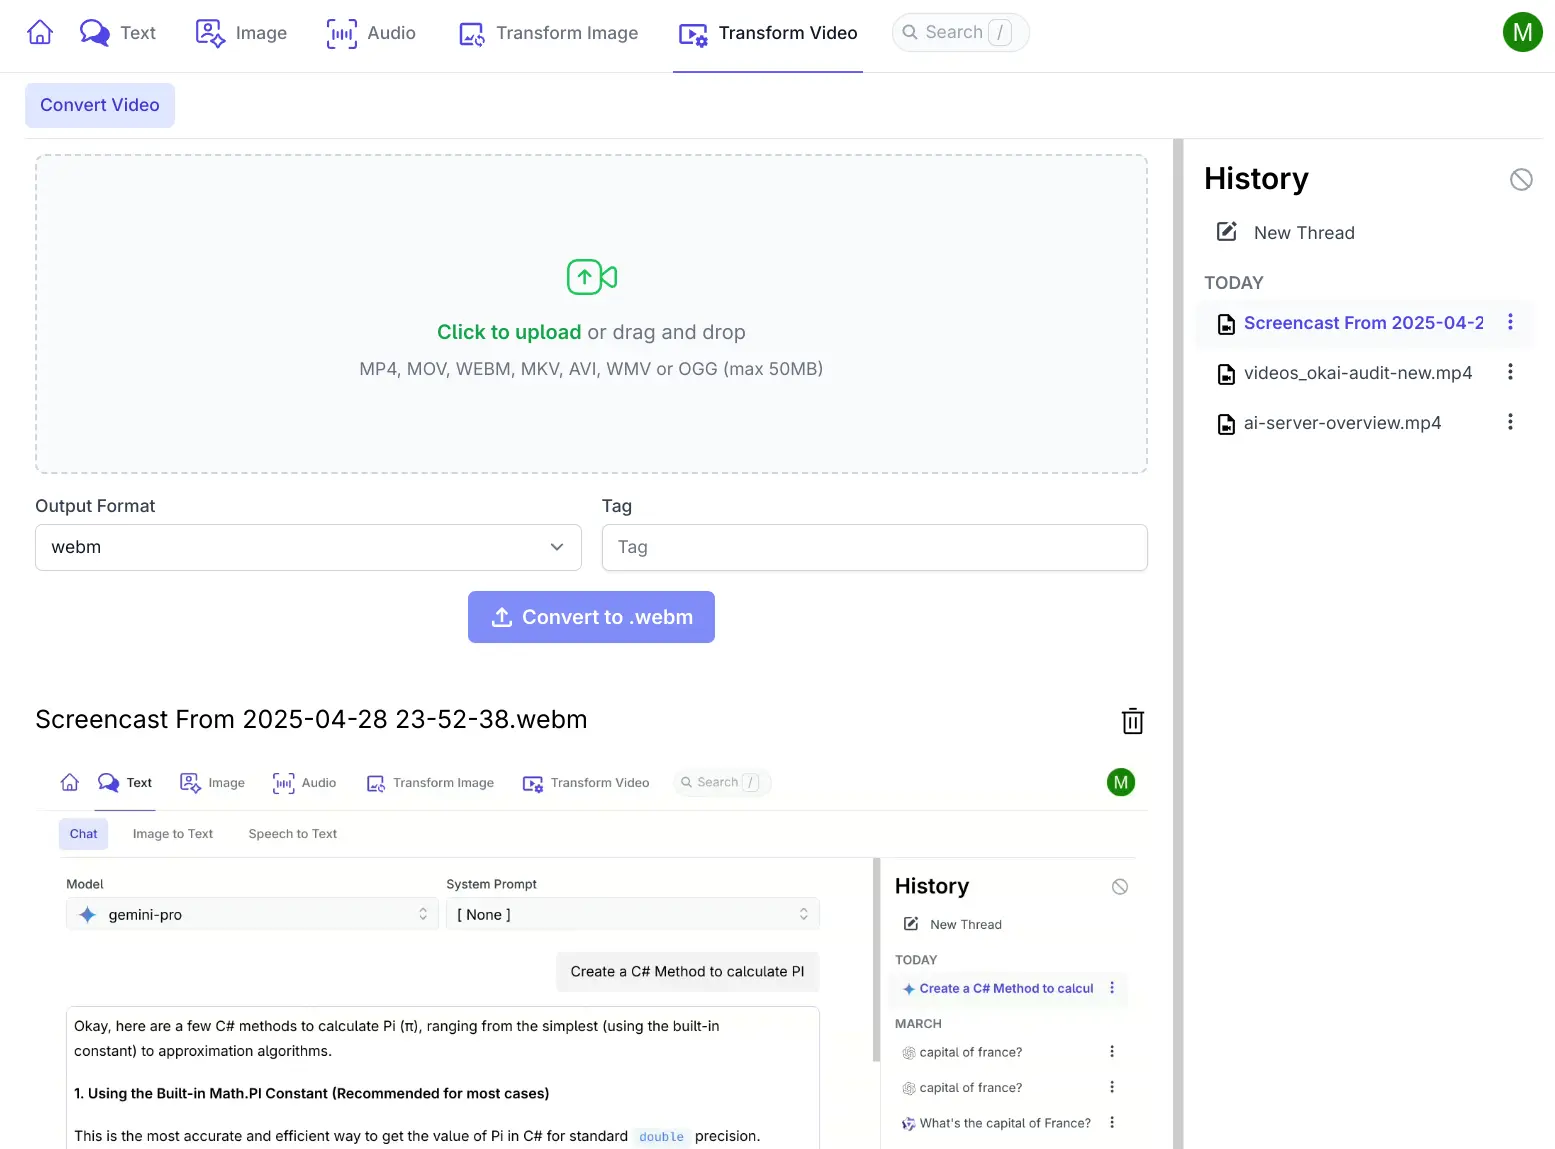 Text
Image
Audio
Transform Image
Transform Video
Search /
M
Convert Video
Click to upload or drag and drop
MP4, MOV, WEBM, MKV, AVI, WMV or OGG (max 50MB)
Output Format
webm
Tag
Tag
Convert to .webm
History
New Thread
TODAY
Screencast From 2025-04-2
videos_okai-audit-new.mp4
ai-server-overview.mp4
Screencast From 2025-04-28 23-52-38.webm
Text
Image
Audio
Transform Image
Transform Video
Search /
M
Chat
Image to Text
Speech to Text
Model
gemini-pro
System Prompt
[ None ]
Create a C# Method to calculate PI
Okay, here are a few C# methods to calculate Pi (π), ranging from the simplest (using the built-in
constant) to approximation algorithms.
1. Using the Built-in Math.PI Constant (Recommended for most cases)
This is the most accurate and efficient way to get the value of Pi in C# for standard double precision.
History
New Thread
TODAY
Create a C# Method to calcul
MARCH
capital of france?
capital of france?
What's the capital of France?